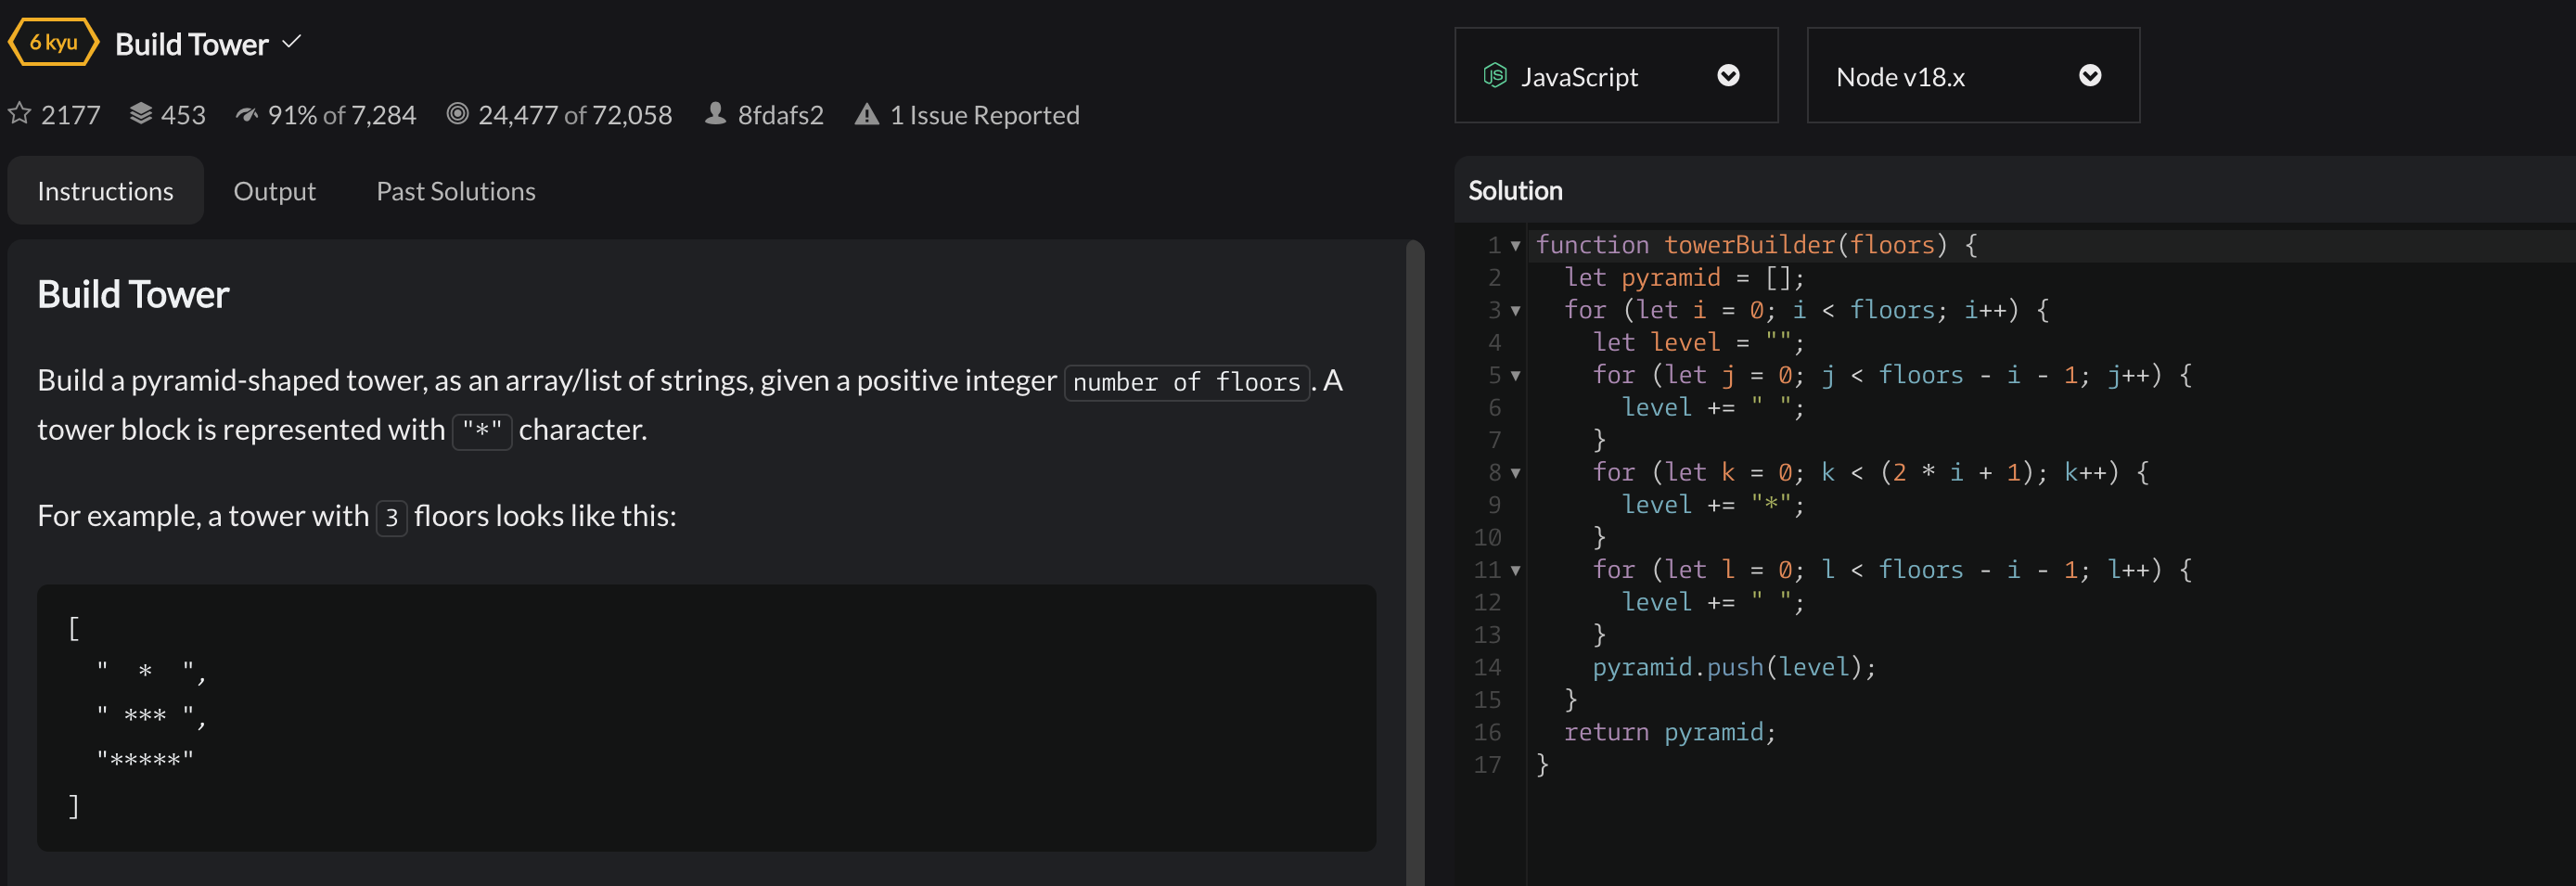 6 kyu Build Tower
2177 453 91% of 7,284 24,477 of 72,058 8fdafs2 1 Issue Reported
Instructions Output Past Solutions
Build Tower
Build a pyramid-shaped tower, as an array/list of strings, given a positive integer number of floors. A
tower block is represented with "*" character.
For example, a tower with 3 floors looks like this:
[
  "  *  ",
  " *** ",
  "*****"
]
JS JavaScript Node v18.x
Solution
1 function towerBuilder(floors) {
2   let pyramid = [];
3   for (let i = 0; i < floors; i++) {
4     let level = "";
5     for (let j = 0; j < floors - i - 1; j++) {
6       level += " ";
7     }
8     for (let k = 0; k < (2 * i + 1); k++) {
9       level += "*";
10     }
11     for (let l = 0; l < floors - i - 1; l++) {
12       level += " ";
13     }
14     pyramid.push(level);
15   }
16   return pyramid;
17 }